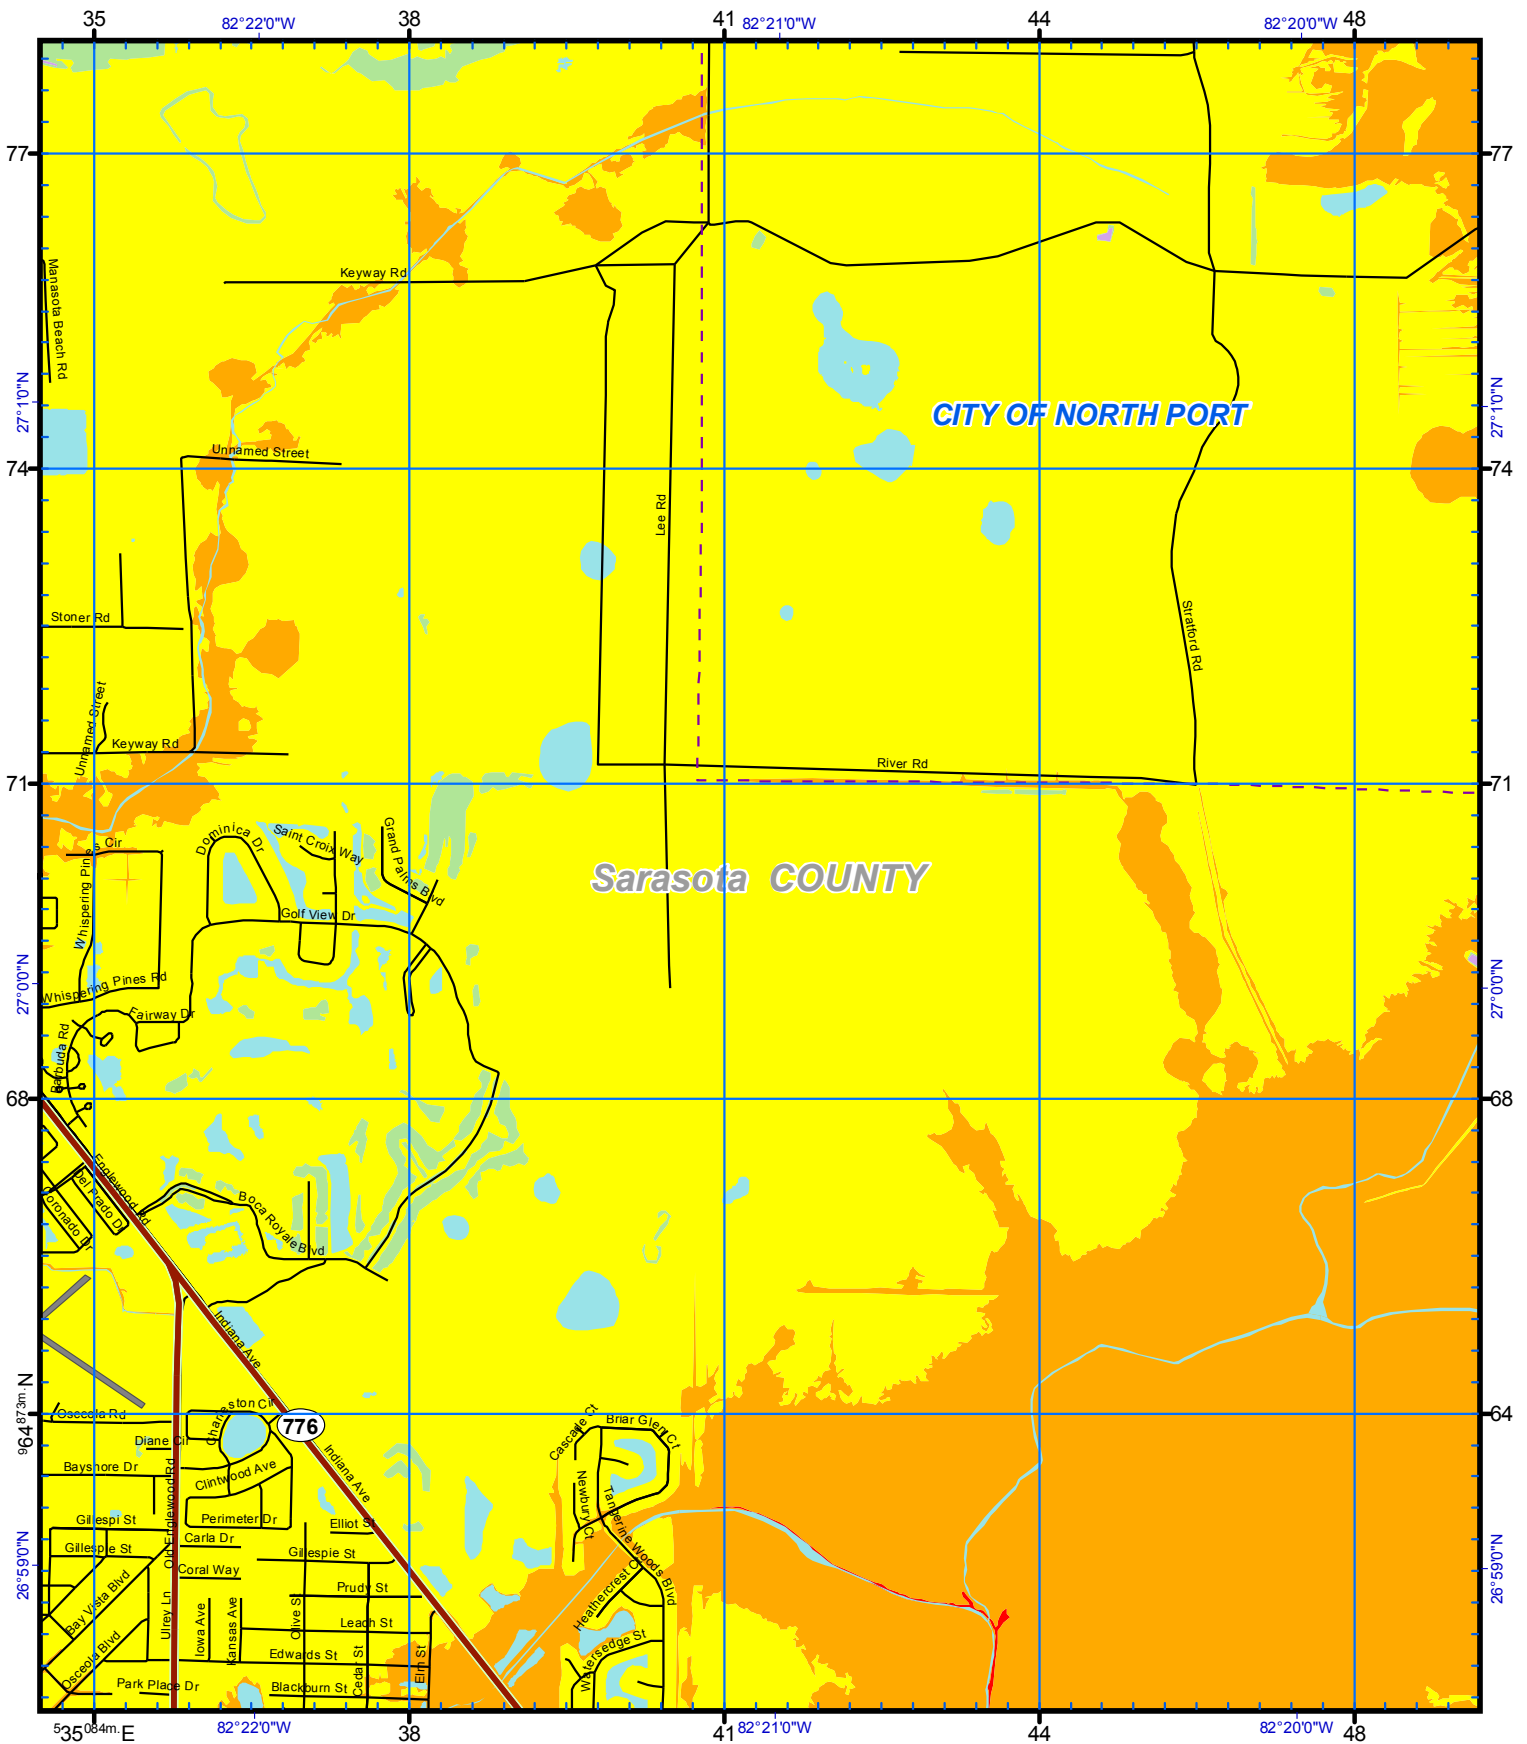 35 82°22'0"W 38 41 82°21'0"W 44 82°20'0"W 48
77 77
Keyway Rd
Manasota Beach Rd
27°1'0"N 27°1'0"N
CITY OF NORTH PORT
Unnamed Street
74 74
Lee Rd
Stoner Rd
Stratford Rd
Unnamed Street
Keyway Rd
River Rd
71 71
Dominica Dr
Saint Croix Way
Grand Palms Blvd
Whispering Pines Cir
Sarasota COUNTY
Golf View Dr
27°0'0"N 27°0'0"N
Whispering Pines Rd
Fairway Dr
Barbuda Rd
68 68
Englewood Rd
Del Prado Dr
Coronado Dr
Boca Royale Blvd
Indiana Ave
Osceola Rd
Charleston Cir
776
964 873m. N 64
Cascade Ct
Briar Glen Ct
Diane Cir
Bayshore Dr
Clintwood Ave
Indiana Ave
Newbury Ct
Tangerine Woods Blvd
Old Englewood Rd
Gillespi St
Perimeter Dr
Elliot St
Carla Dr
Gillespie St
Gillespie St
26°59'0"N 26°59'0"N
Coral Way
Bay Vista Blvd
Prudy St
Heathercrest Ct
Ulrey Ln
Iowa Ave
Kansas Ave
Olive St
Leach St
Watersedge St
Osceola Blvd
Edwards St
Cedar St
Elm St
Park Place Dr
Blackburn St
535 084m. E 82°22'0"W 38 41 82°21'0"W 44 82°20'0"W 48